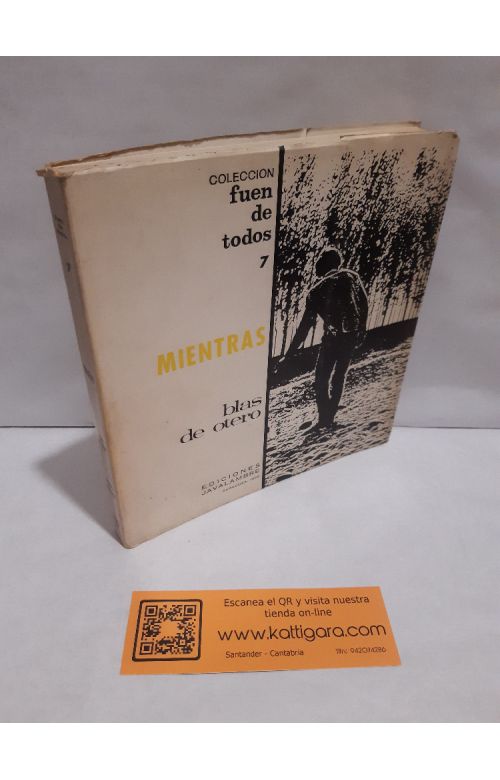 COLECCION
fuen
de
todos
7
MIENTRAS
blas
de otero
EDICIONES
JAVALAMBRE
7
Escanea el QR y visita nuestra
tienda on-line
www.kattigara.com
Santander - Cantabria